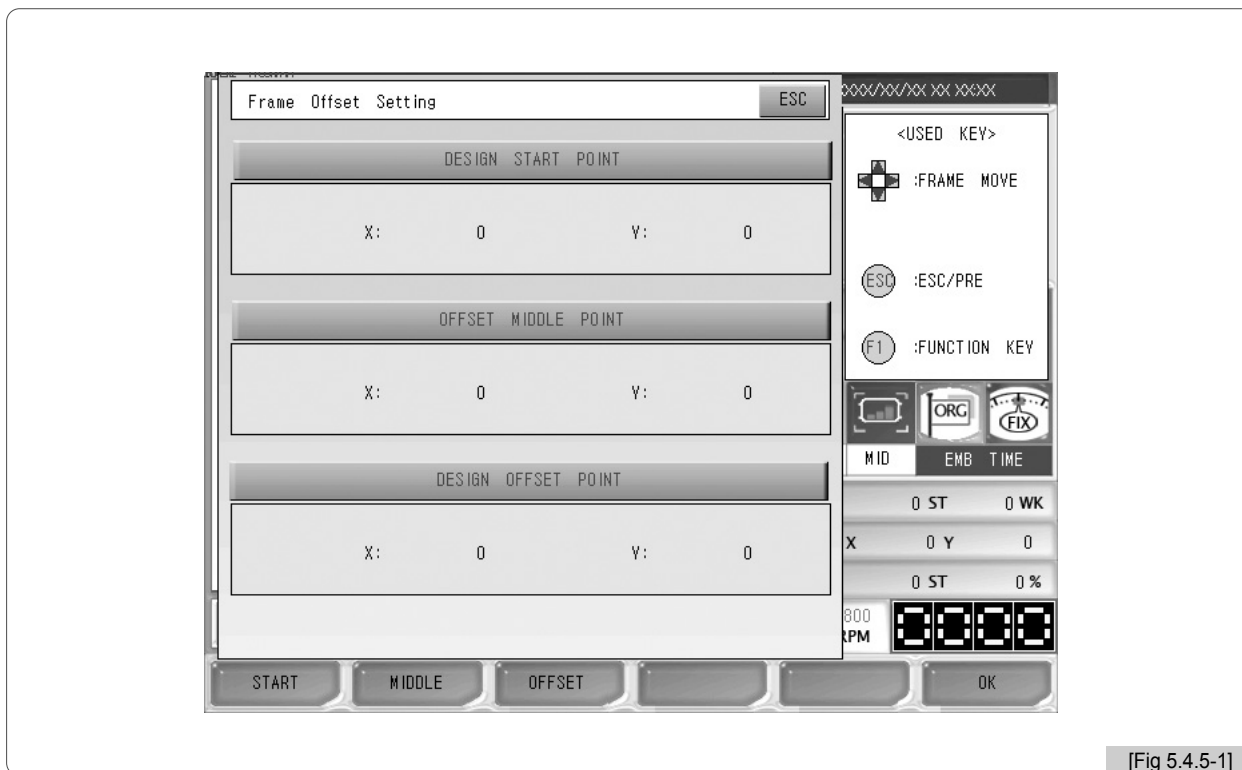 Frame Offset Setting
ESC
DESIGN START POINT
X: 0 Y: 0
OFFSET MIDDLE POINT
X: 0 Y: 0
DESIGN OFFSET POINT
X: 0 Y: 0
XXXX/XX/XX XX XX:XX
<USED KEY>
:FRAME MOVE
ESC :ESC/PRE
F1 :FUNCTION KEY
ORG
FIX
MID EMB TIME
0 ST 0 WK
X 0 Y 0
0 ST 0 %
800
RPM
0000
START MIDDLE OFFSET OK
[Fig 5.4.5-1]